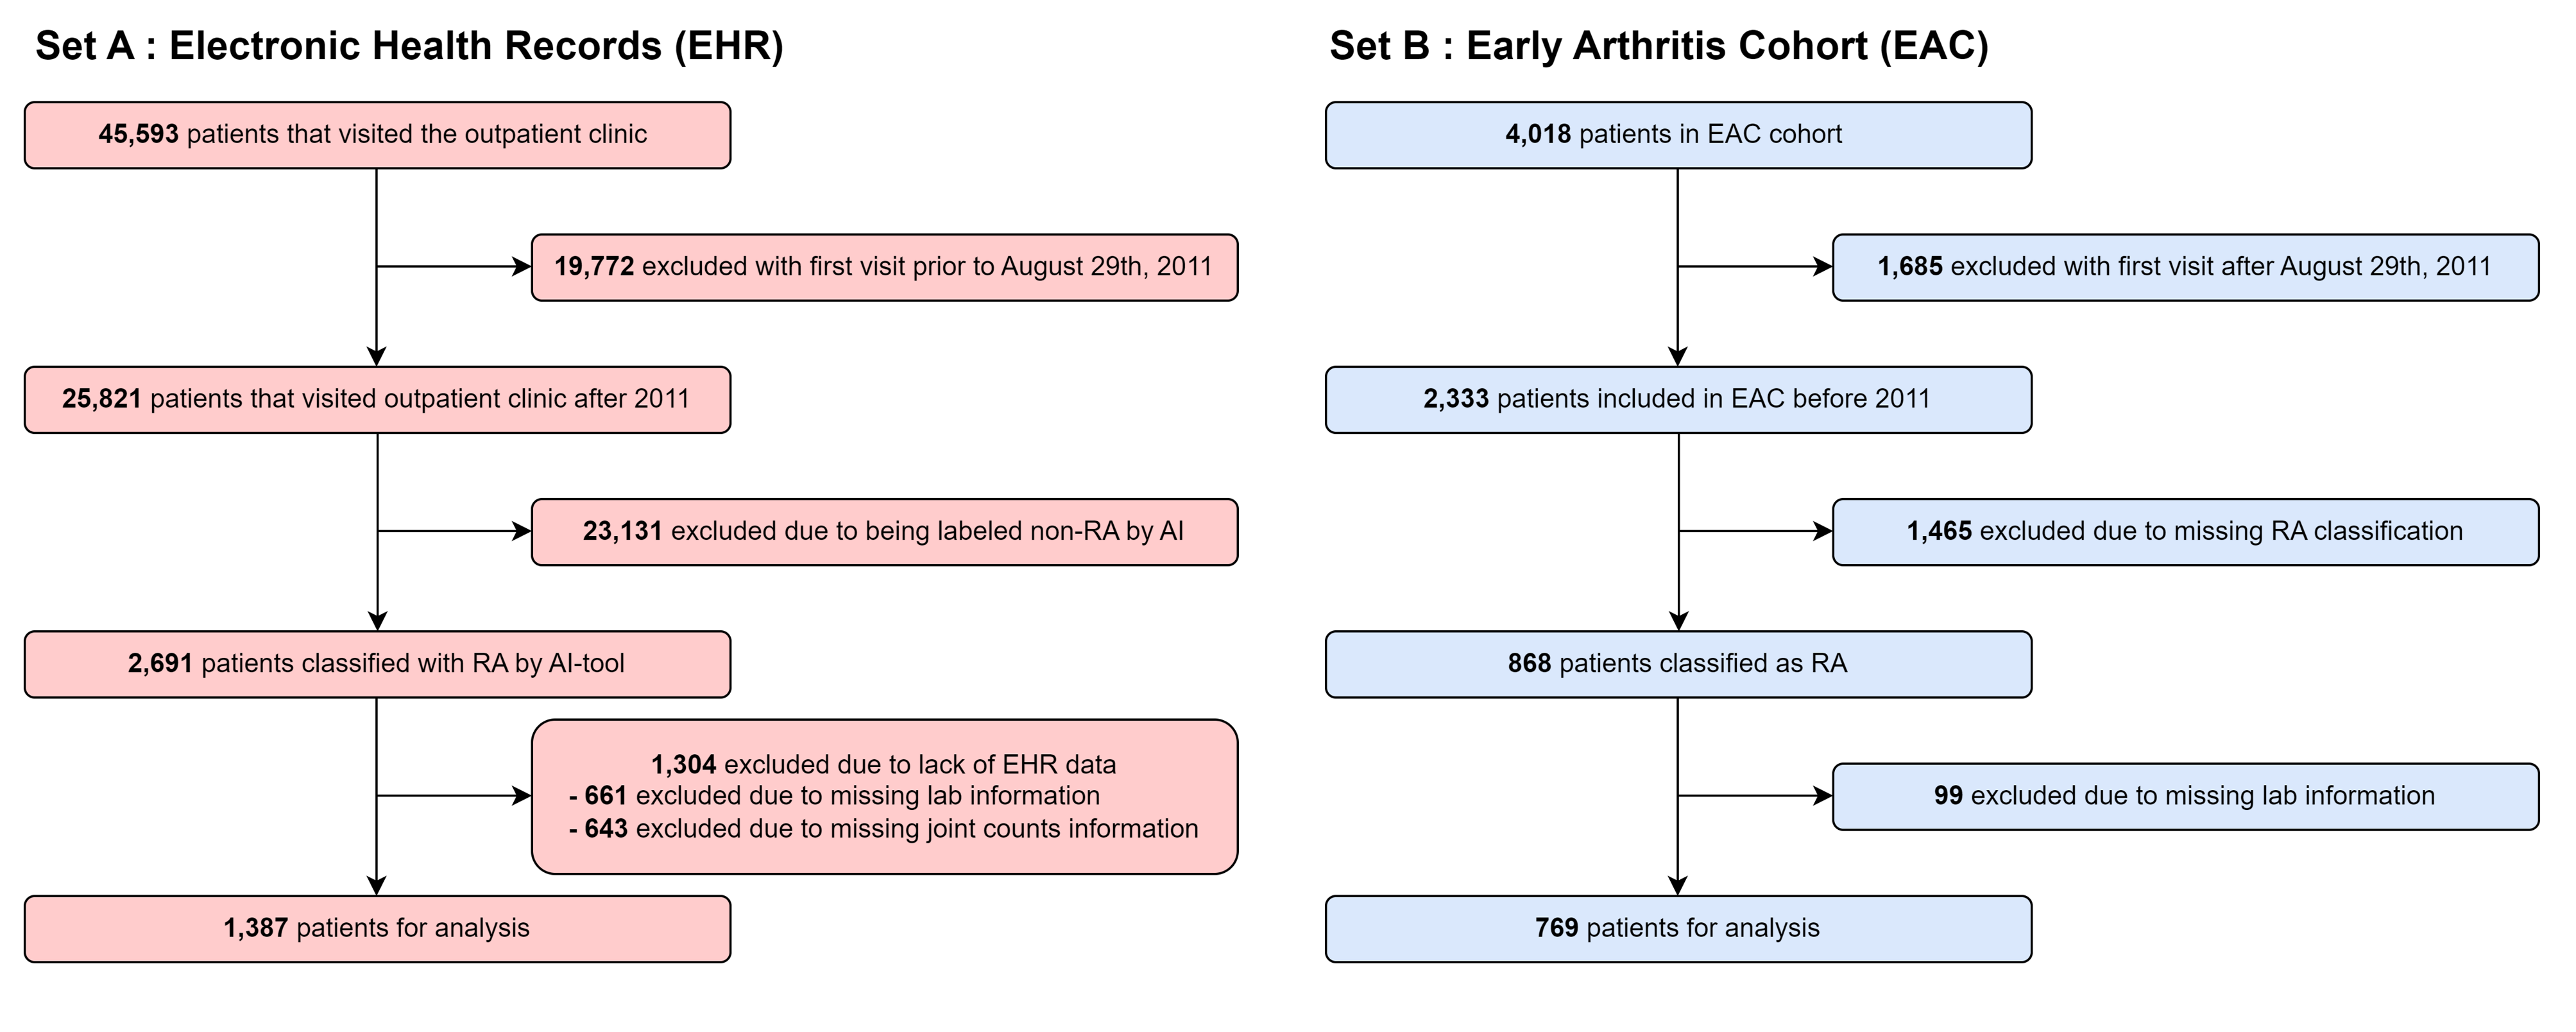 Set A : Electronic Health Records (EHR)
45,593 patients that visited the outpatient clinic
19,772 excluded with first visit prior to August 29th, 2011
25,821 patients that visited outpatient clinic after 2011
23,131 excluded due to being labeled non-RA by AI
2,691 patients classified with RA by AI-tool
1,304 excluded due to lack of EHR data
- 661 excluded due to missing lab information
- 643 excluded due to missing joint counts information
1,387 patients for analysis
Set B : Early Arthritis Cohort (EAC)
4,018 patients in EAC cohort
1,685 excluded with first visit after August 29th, 2011
2,333 patients included in EAC before 2011
1,465 excluded due to missing RA classification
868 patients classified as RA
99 excluded due to missing lab information
769 patients for analysis